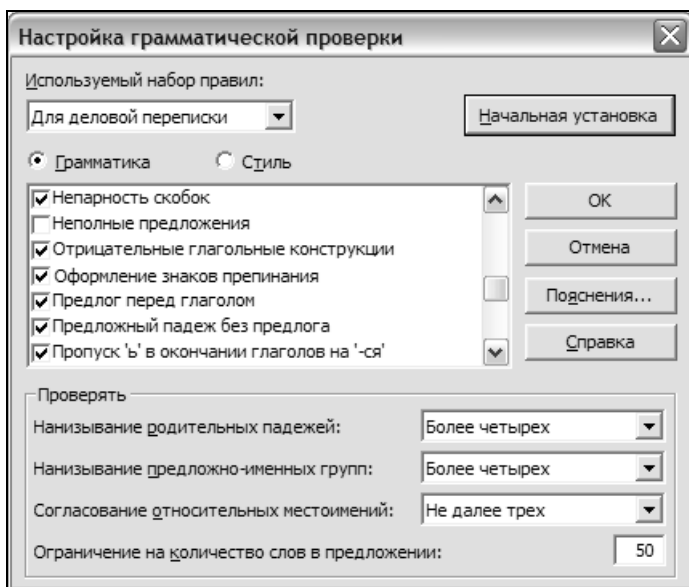 Настройка грамматической проверки
Используемый набор правил:
Для деловой переписки
Начальная установка
Грамматика
Стиль
Непарность скобок
Неполные предложения
Отрицательные глагольные конструкции
Оформление знаков препинания
Предлог перед глаголом
Предложный падеж без предлога
Пропуск 'ь' в окончании глаголов на '-ся'
ОК
Отмена
Пояснения...
Справка
Проверять
Нанизывание родительных падежей: Более четырех
Нанизывание предложно-именных групп: Более четырех
Согласование относительных местоимений: Не далее трех
Ограничение на количество слов в предложении: 50